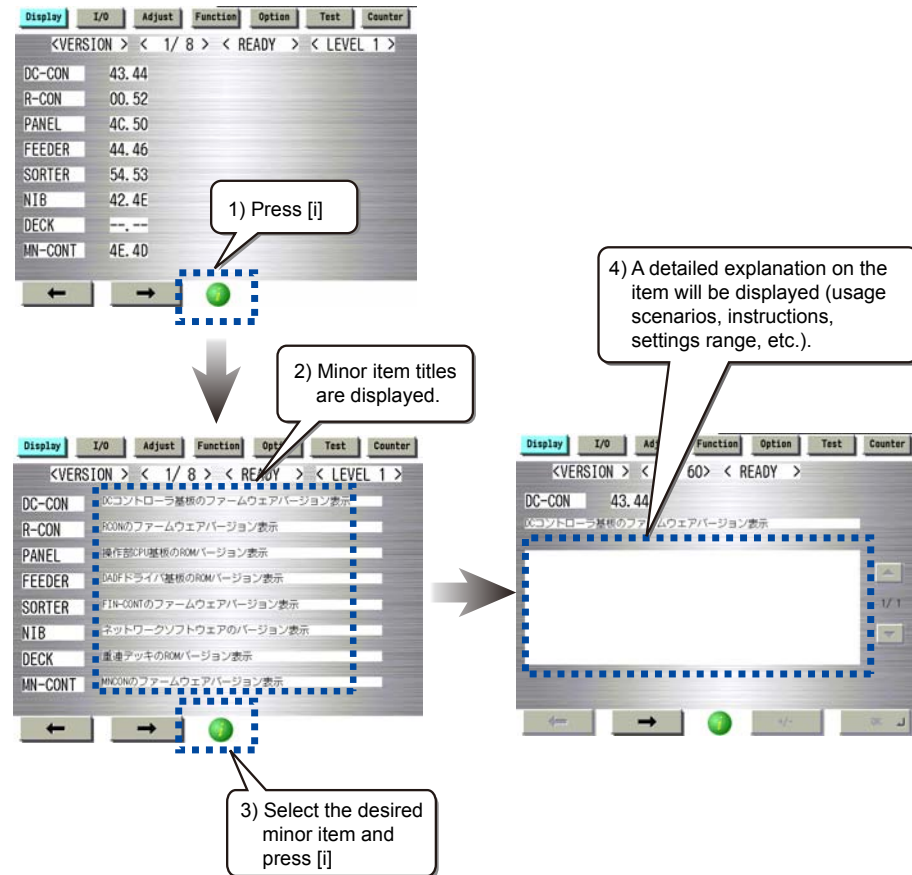 Display I/O Adjust Function Option Test Counter
<VERSION > < 1/ 8 > < READY > < LEVEL 1 >
DC-CON 43.44
R-CON 00.52
PANEL 4C.50
FEEDER 44.46
SORTER 54.53
NIB 42.4E
DECK --.--
MN-CONT 4E.4D
1) Press [i]
2) Minor item titles
are displayed.
Display I/O Adjust Function Test Counter
<VERSION > < 1/ 8 > < READY > < LEVEL 1 >
DC-CON DCコントローラ基板のファームウェアバージョン表示
R-CON RCONのファームウェアバージョン表示
PANEL 操作部CPU基板のROMバージョン表示
FEEDER DADFドライバ基板のROMバージョン表示
SORTER FIN-CONTのファームウェアバージョン表示
NIB ネットワークソフトウェアのバージョン表示
DECK 重連デッキのROMバージョン表示
MN-CONT MNCONのファームウェアバージョン表示
3) Select the desired
minor item and
press [i]
4) A detailed explanation on the
item will be displayed (usage
scenarios, instructions,
settings range, etc.).
Display I/O Function Option Test Counter
<VERSION > < 60> < READY >
DC-CON 43.44
DCコントローラ基板のファームウェアバージョン表示
1/ 1
+/- OK